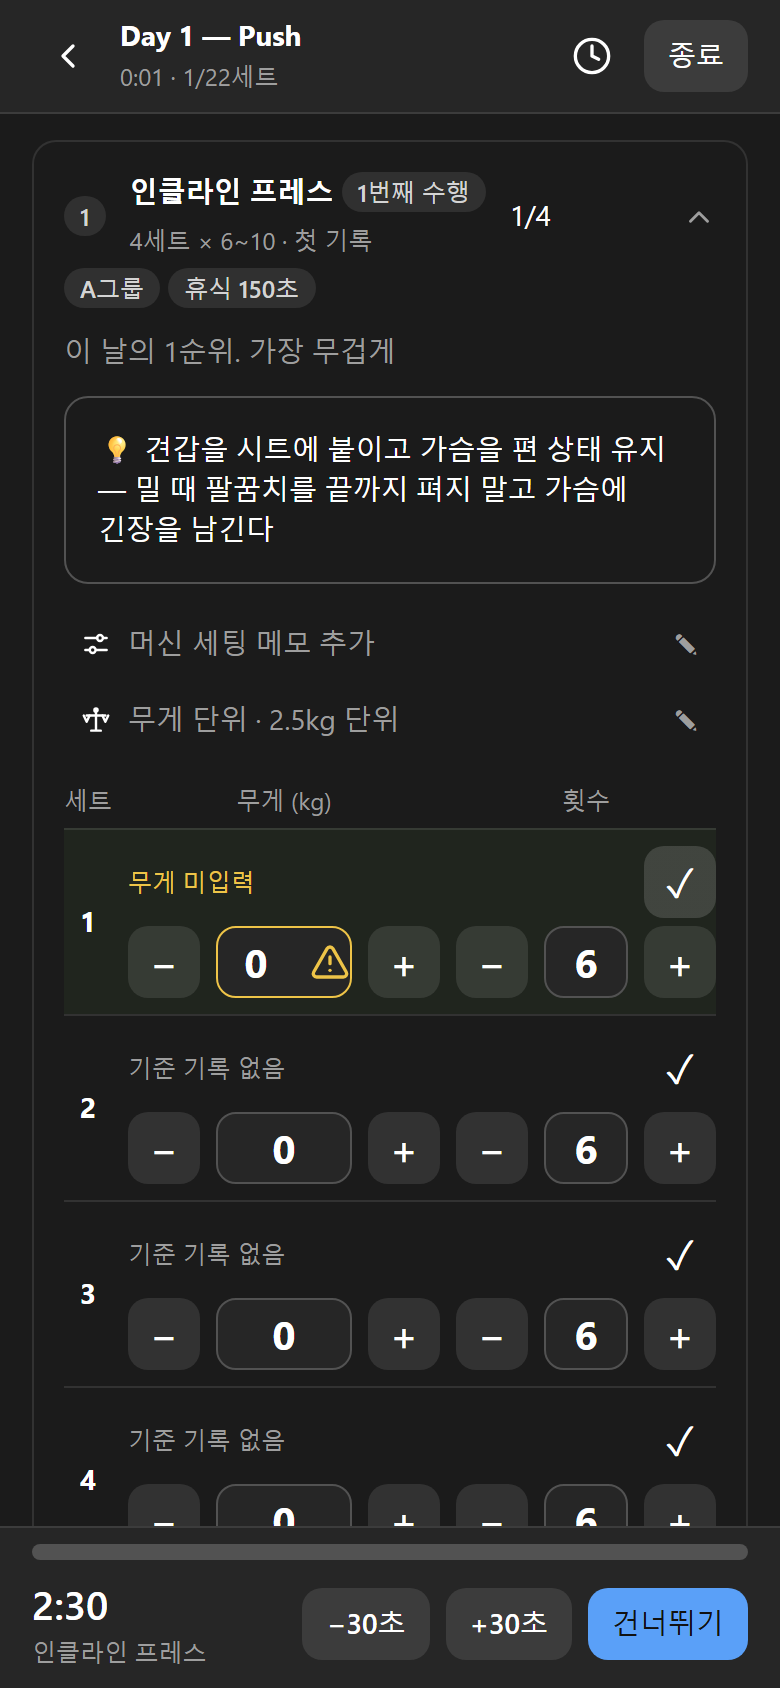 Day 1 — Push
0:01 · 1/22세트
종료
1
인클라인 프레스 1번째 수행
4세트 × 6~10 · 첫 기록
1/4
A그룹 휴식 150초
이 날의 1순위. 가장 무겁게
💡 견갑을 시트에 붙이고 가슴을 편 상태 유지
— 밀 때 팔꿈치를 끝까지 펴지 말고 가슴에
긴장을 남긴다
머신 세팅 메모 추가
무게 단위 · 2.5kg 단위
세트 무게 (kg) 횟수
무게 미입력 ✓
1 − 0 + − 6 +
기준 기록 없음 ✓
2 − 0 + − 6 +
기준 기록 없음 ✓
3 − 0 + − 6 +
기준 기록 없음 ✓
4 − 0 + − 6 +
2:30
인클라인 프레스
−30초 +30초 건너뛰기